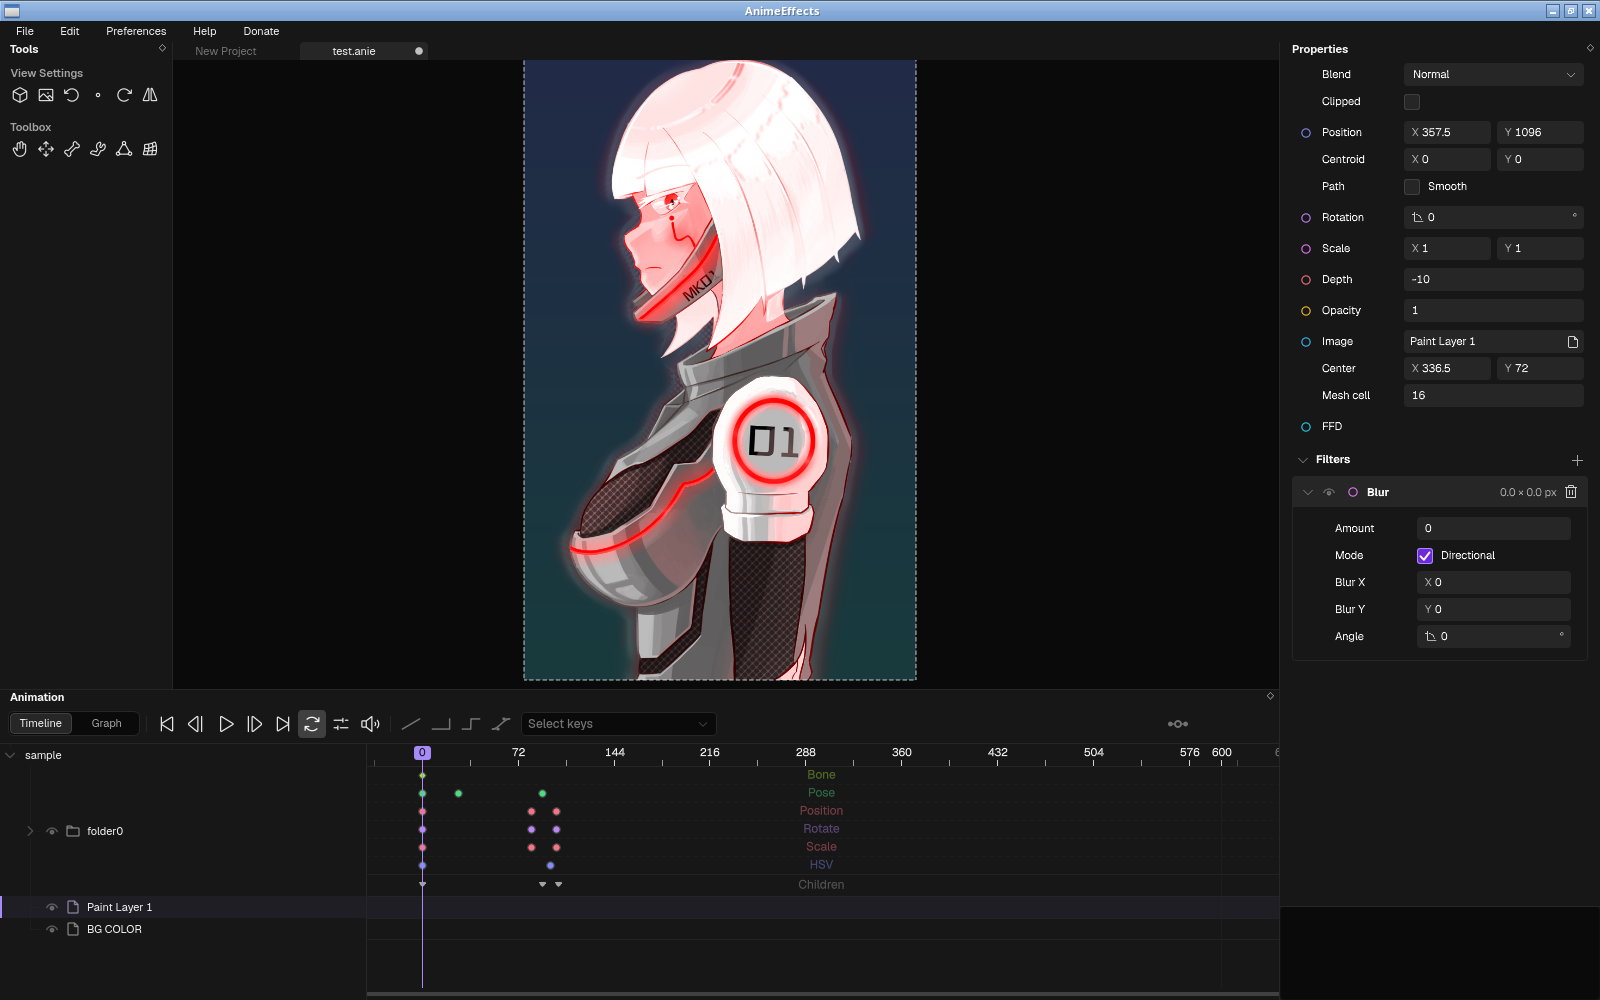 AnimeEffects
File Edit Preferences Help Donate
Tools
New Project
test.anie
View Settings
Toolbox
MK01
01
Properties
Blend Normal
Clipped
Position X 357.5 Y 1096
Centroid X 0 Y 0
Path Smooth
Rotation 0 °
Scale X 1 Y 1
Depth -10
Opacity 1
Image Paint Layer 1
Center X 336.5 Y 72
Mesh cell 16
FFD
Filters
Blur 0.0 × 0.0 px
Amount 0
Mode Directional
Blur X X 0
Blur Y Y 0
Angle 0 °
Animation
Timeline Graph Select keys
sample
0 72 144 216 288 360 432 504 576 600
Bone
Pose
Position
folder0
Rotate
Scale
HSV
Children
Paint Layer 1
BG COLOR